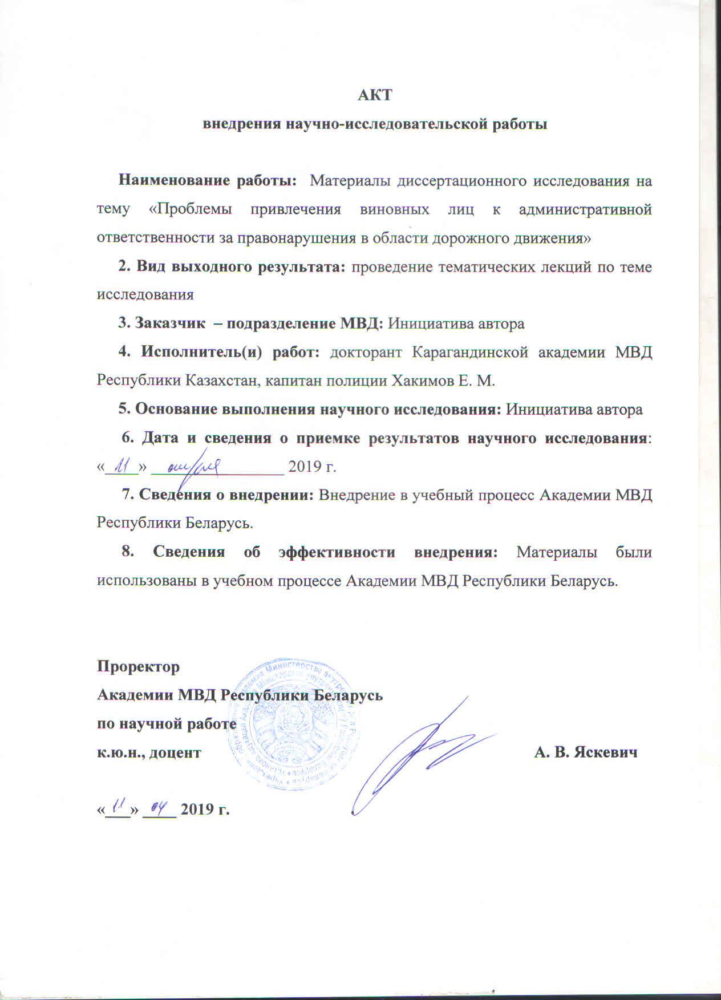 АКТ
внедрения научно-исследовательской работы
Наименование работы: Материалы диссертационного исследования на
тему «Проблемы привлечения виновных лиц к административной
ответственности за правонарушения в области дорожного движения»
2. Вид выходного результата: проведение тематических лекций по теме
исследования
3. Заказчик – подразделение МВД: Инициатива автора
4. Исполнитель(и) работ: докторант Карагандинской академии МВД
Республики Казахстан, капитан полиции Хакимов Е. М.
5. Основание выполнения научного исследования: Инициатива автора
6. Дата и сведения о приемке результатов научного исследования:
«11» апреля 2019 г.
7. Сведения о внедрении: Внедрение в учебный процесс Академии МВД
Республики Беларусь.
8. Сведения об эффективности внедрения: Материалы были
использованы в учебном процессе Академии МВД Республики Беларусь.
Проректор
Академии МВД Республики Беларусь
по научной работе
к.ю.н., доцент А. В. Яскевич
«11» 04 2019 г.